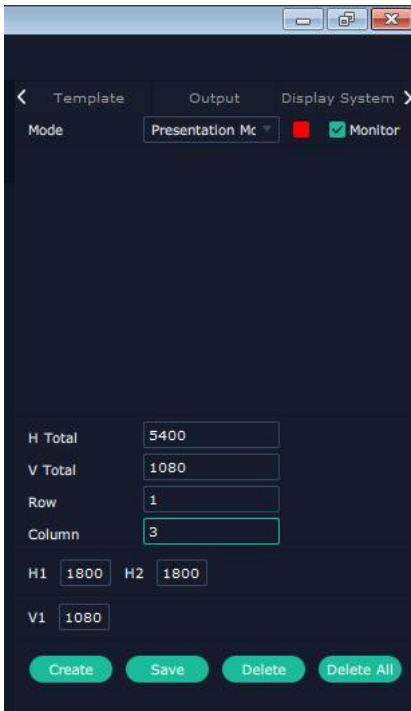 Template Output Display System
Mode Presentation Mc Monitor
H Total 5400
V Total 1080
Row 1
Column 3
H1 1800 H2 1800
V1 1080
Create Save Delete Delete All